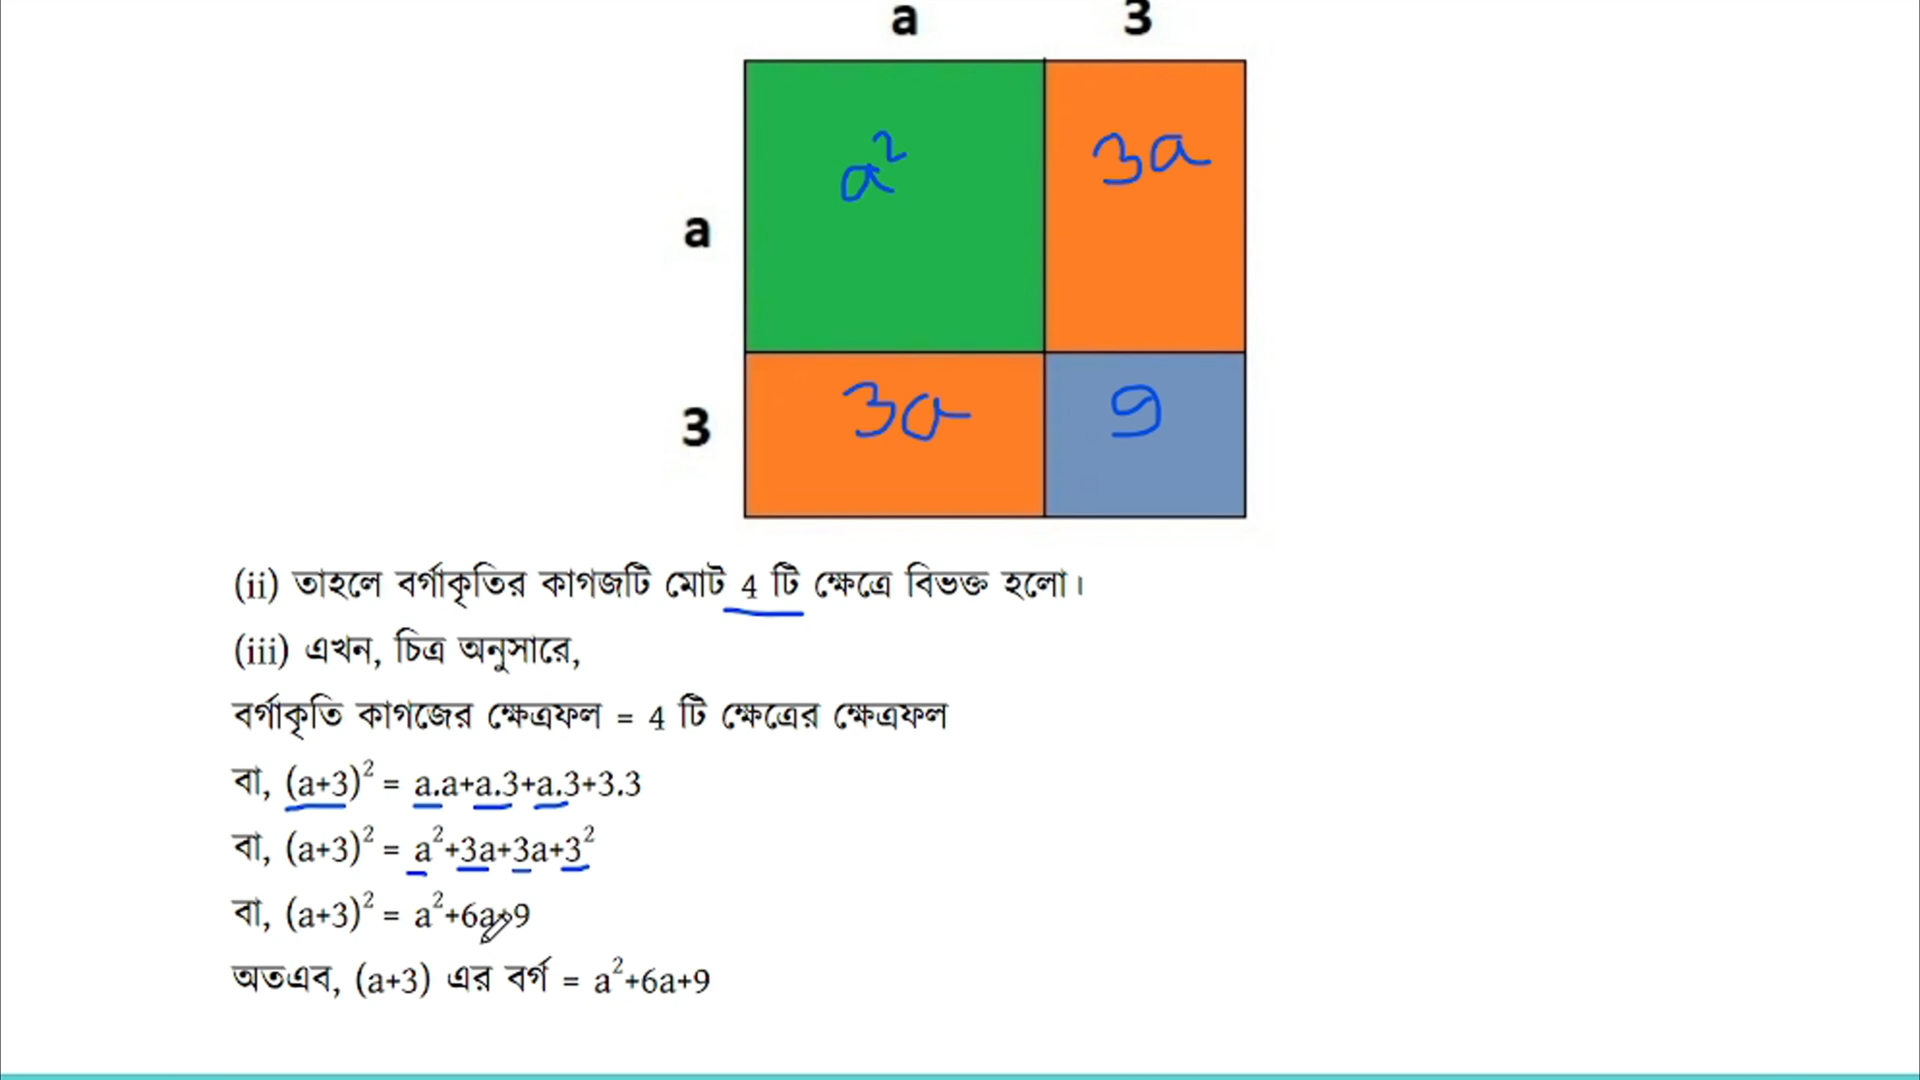 a 3
a² 3a
a
3a 9
3
(ii) তাহলে বর্গাকৃতির কাগজটি মোট 4 টি ক্ষেত্রে বিভক্ত হলো।
(iii) এখন, চিত্র অনুসারে,
বর্গাকৃতি কাগজের ক্ষেত্রফল = 4 টি ক্ষেত্রের ক্ষেত্রফল
বা, (a+3)² = a.a+a.3+a.3+3.3
বা, (a+3)² = a²+3a+3a+3²
বা, (a+3)² = a²+6a+9
অতএব, (a+3) এর বর্গ = a²+6a+9